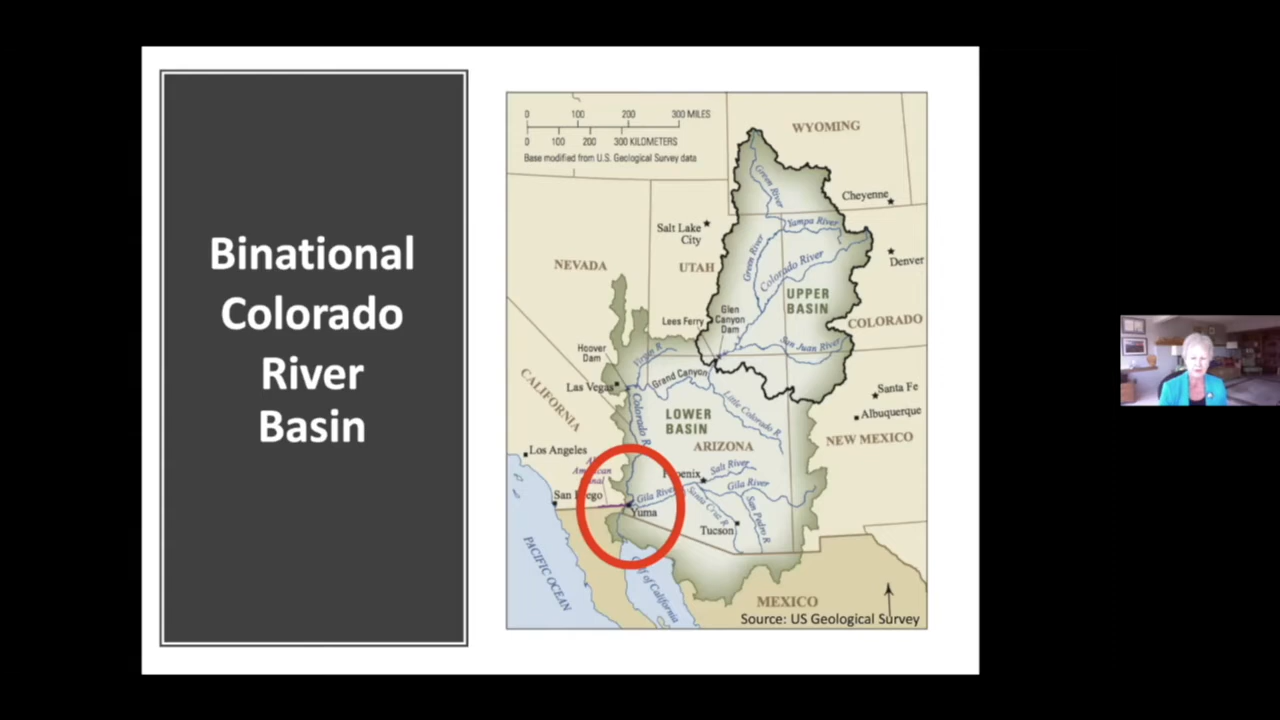 Binational
Colorado
River
Basin
0 100 200 300 MILES
0 100 200 300 KILOMETERS
Base modified from U.S. Geological Survey data
WYOMING
Green River
Cheyenne
Salt Lake
City
Yampa River
NEVADA
UTAH
Green River
Colorado River
Denver
UPPER
BASIN
Glen
Canyon
Dam
Lees Ferry
COLORADO
San Juan River
Hoover
Dam
Virgin R.
Las Vegas
Grand Canyon
Santa Fe
CALIFORNIA
Colorado R.
Little Colorado R.
Albuquerque
LOWER
BASIN
ARIZONA
NEW MEXICO
Los Angeles
Salt River
Gila River
Gila River
San Pedro R.
Santa Cruz R.
Yuma
Tucson
PACIFIC OCEAN
Gulf of California
MEXICO
Source: US Geological Survey